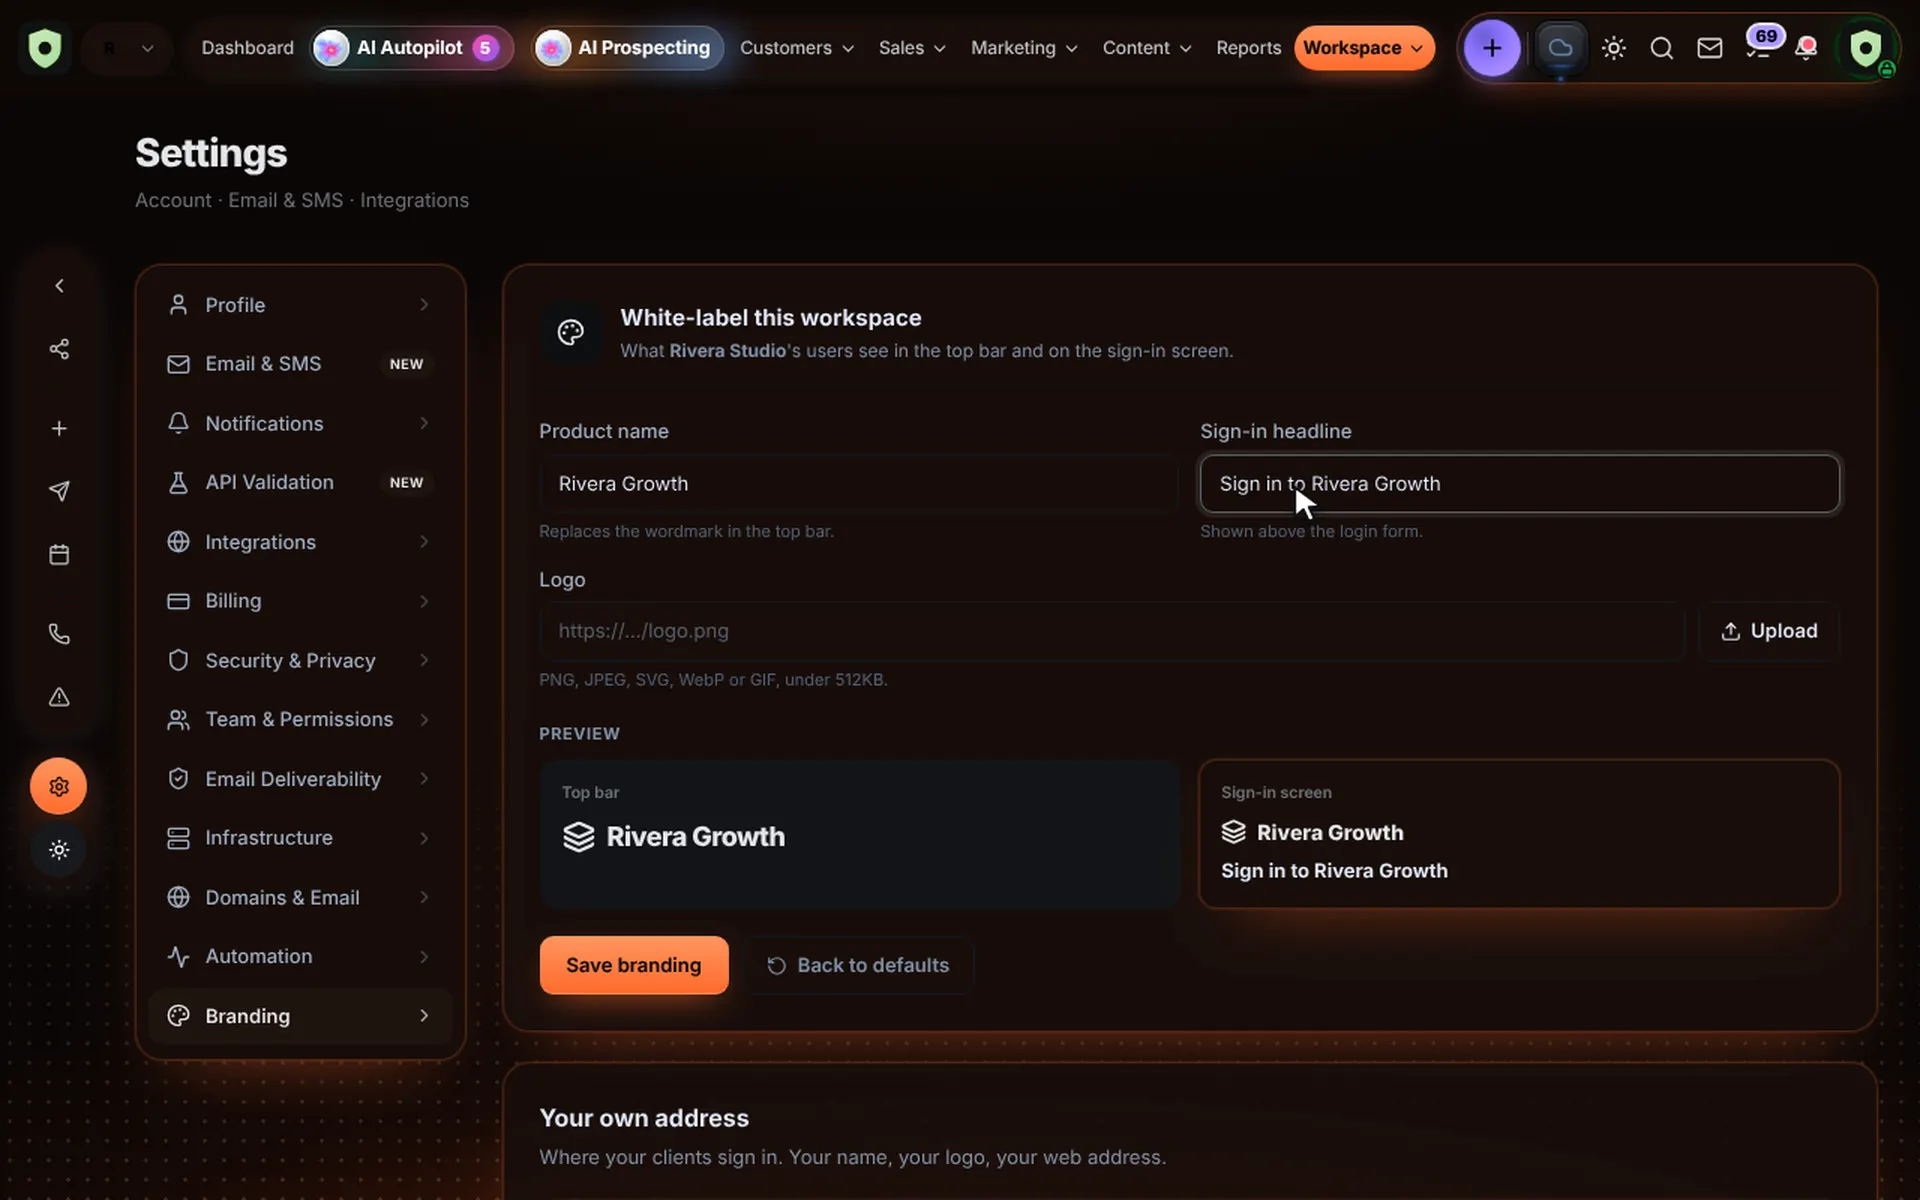 R
Dashboard
AI Autopilot 5
AI Prospecting
Customers
Sales
Marketing
Content
Reports
Workspace
69
Settings
Account · Email & SMS · Integrations
Profile
Email & SMS NEW
Notifications
API Validation NEW
Integrations
Billing
Security & Privacy
Team & Permissions
Email Deliverability
Infrastructure
Domains & Email
Automation
Branding
White-label this workspace
What Rivera Studio's users see in the top bar and on the sign-in screen.
Product name
Rivera Growth
Replaces the wordmark in the top bar.
Sign-in headline
Sign in to Rivera Growth
Shown above the login form.
Logo
https://.../logo.png
Upload
PNG, JPEG, SVG, WebP or GIF, under 512KB.
PREVIEW
Top bar
Rivera Growth
Sign-in screen
Rivera Growth
Sign in to Rivera Growth
Save branding
Back to defaults
Your own address
Where your clients sign in. Your name, your logo, your web address.